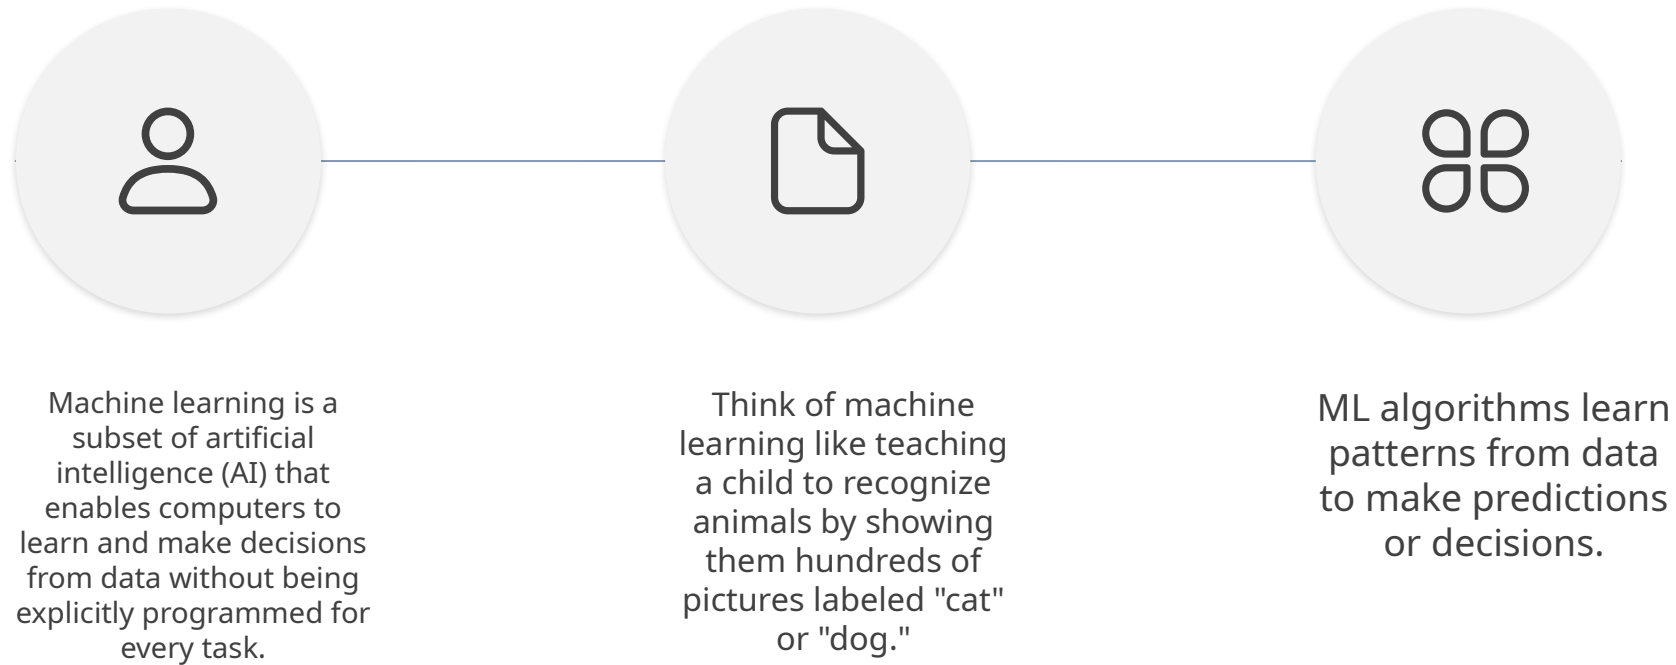 Machine learning is a
subset of artificial
intelligence (AI) that
enables computers to
learn and make decisions
from data without being
explicitly programmed for
every task.
Think of machine
learning like teaching
a child to recognize
animals by showing
them hundreds of
pictures labeled "cat"
or "dog."
ML algorithms learn
patterns from data
to make predictions
or decisions.